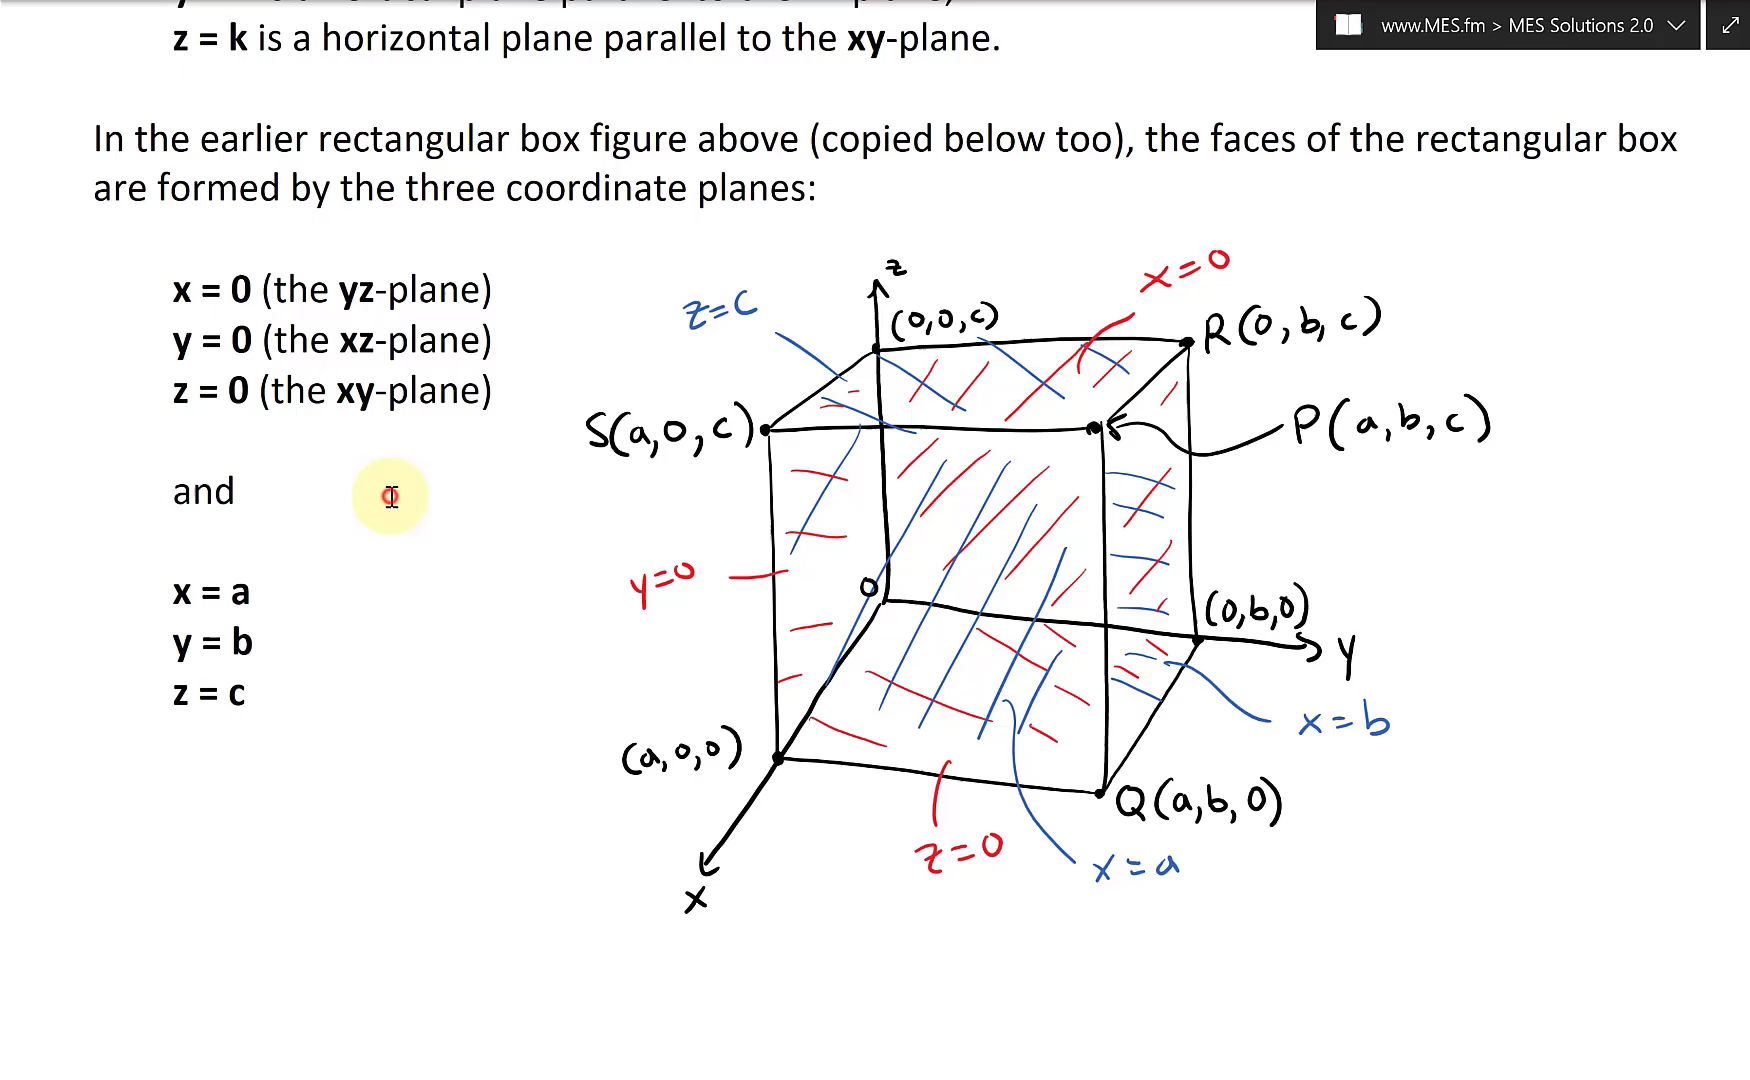 z = k is a horizontal plane parallel to the xy-plane.
www.MES.fm > MES Solutions 2.0
In the earlier rectangular box figure above (copied below too), the faces of the rectangular box
are formed by the three coordinate planes:
x = 0 (the yz-plane)
y = 0 (the xz-plane)
z = 0 (the xy-plane)
and
x = a
y = b
z = c
z
x=0
z=c
(0,0,c)
R(0,b,c)
S(a,0,c)
P(a,b,c)
y=0
O
(0,b,0)
y
x=b
(a,0,0)
Q(a,b,0)
z=0
x=a
x